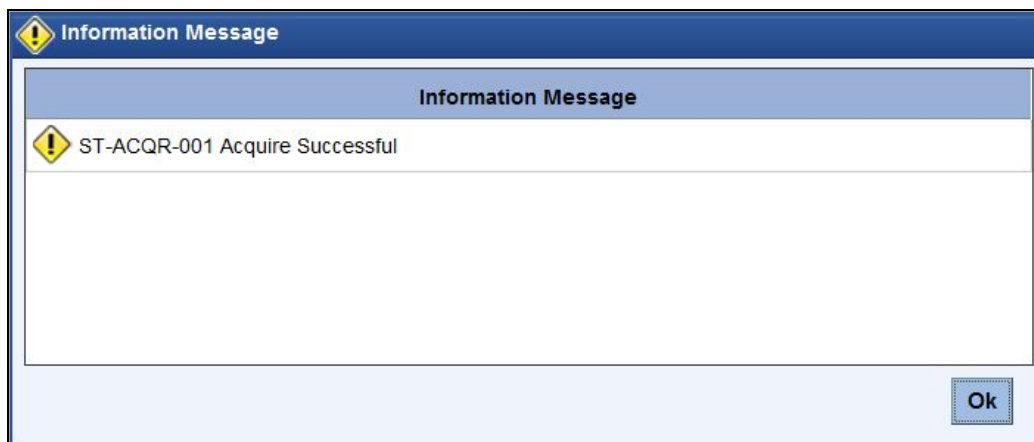 Information Message
Information Message
ST-ACQR-001 Acquire Successful
Ok